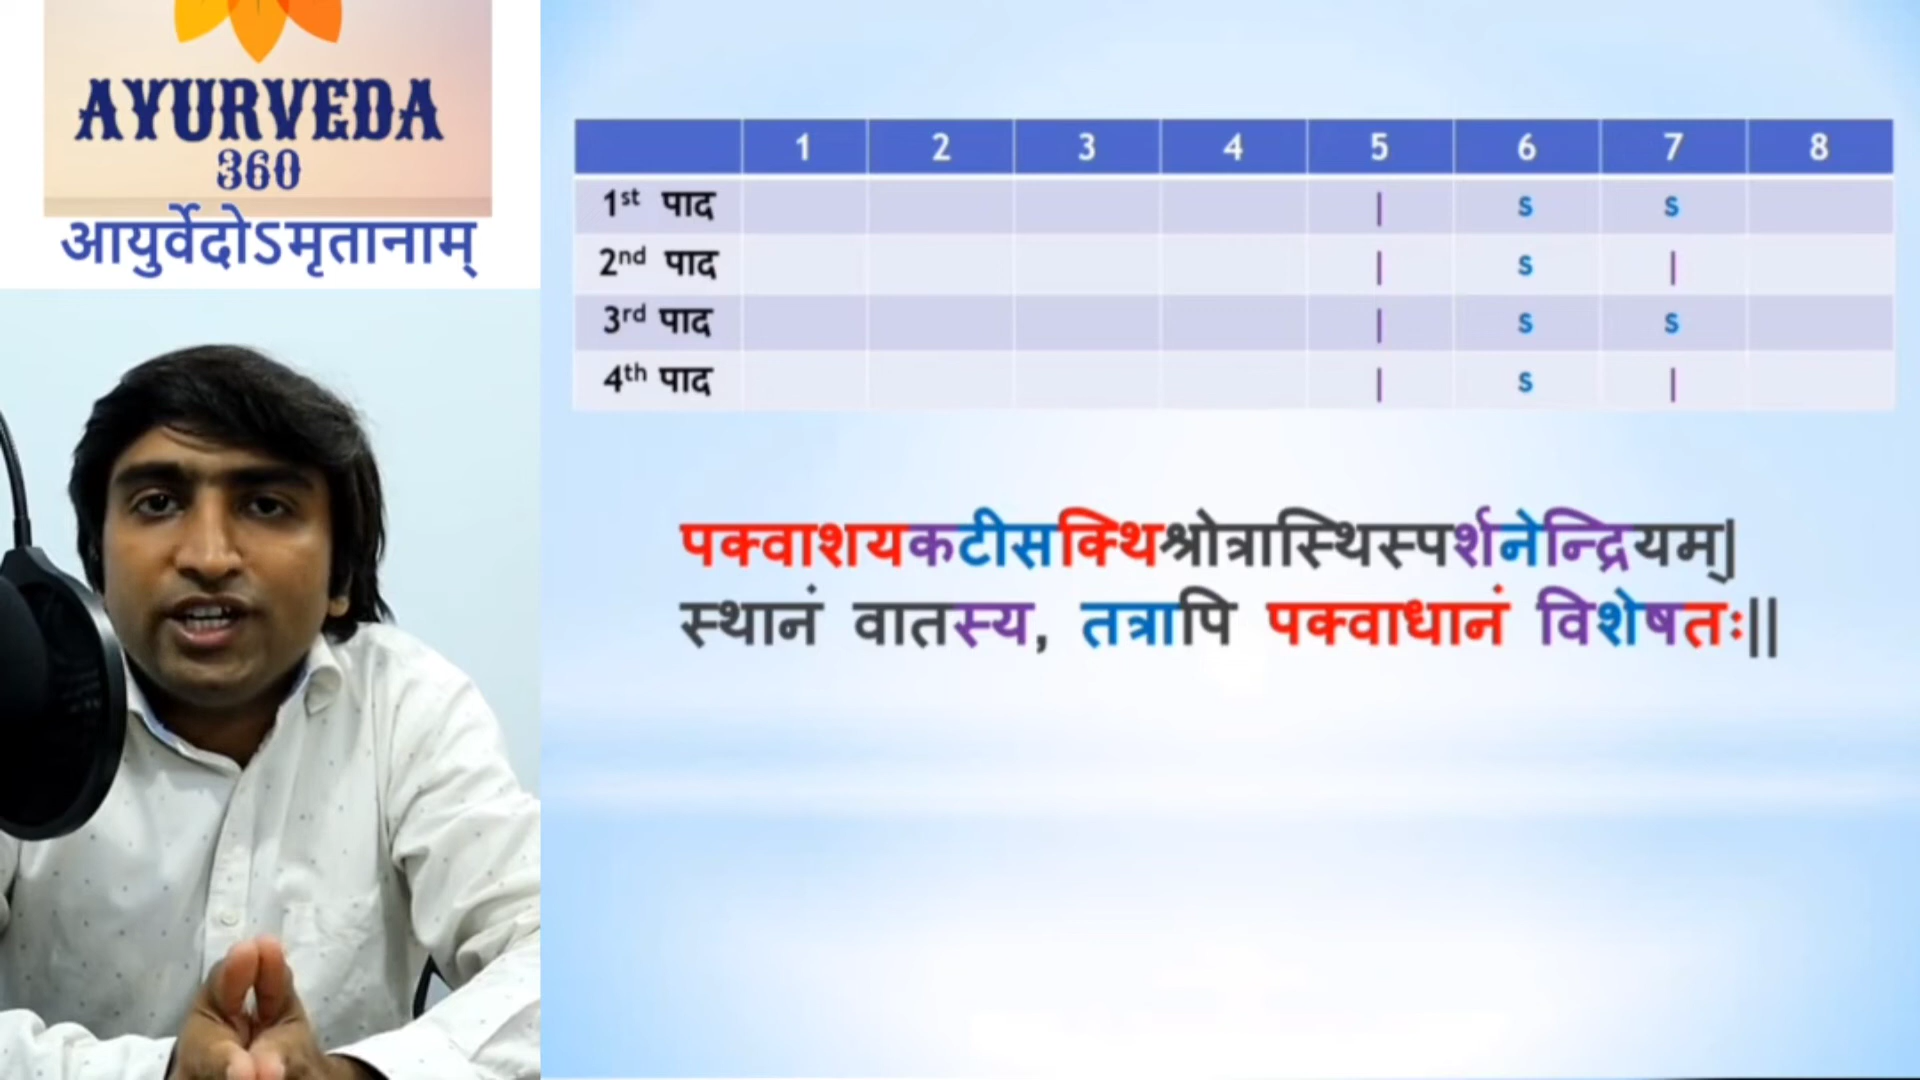 AYURVEDA
360
आयुर्वेदोऽमृतानाम्
1 2 3 4 5 6 7 8
1st पाद | s s
2nd पाद | s |
3rd पाद | s s
4th पाद | s |
पक्वाशयकटीसक्थिश्रोत्रास्थिस्पर्शनेन्द्रियम्|
स्थानं वातस्य, तत्रापि पक्वाधानं विशेषतः||